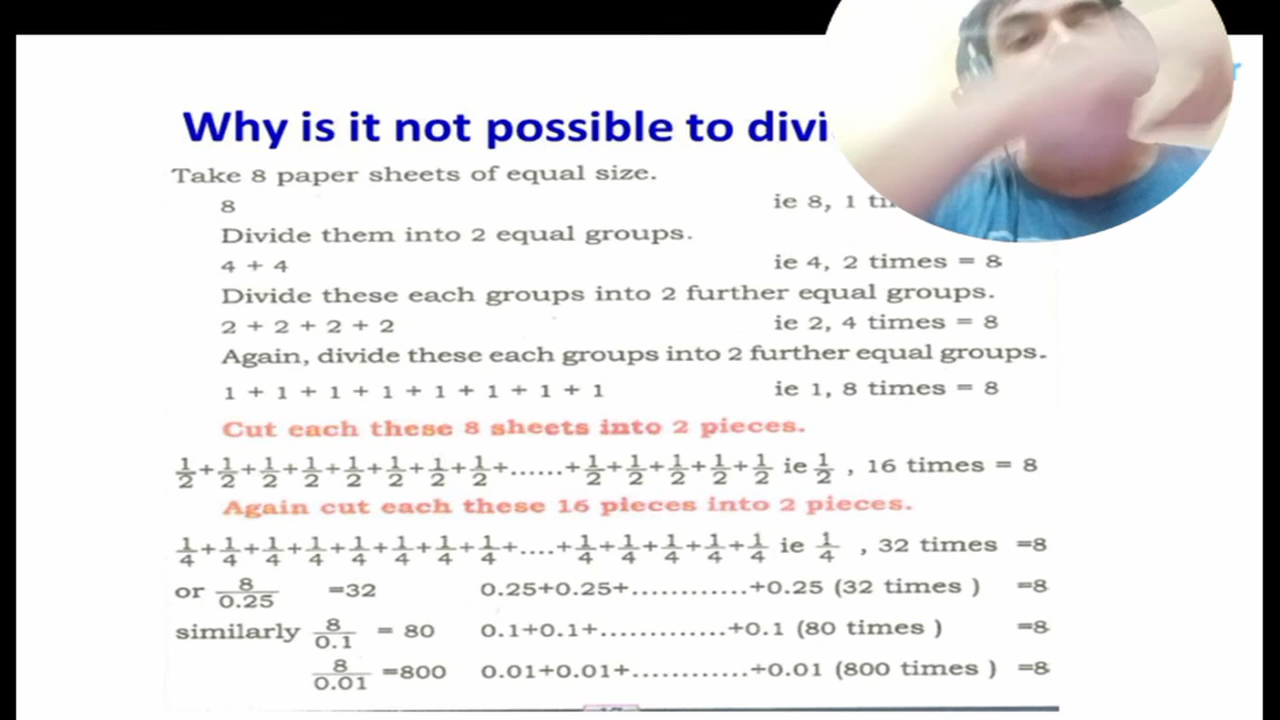 Why is it not possible to divi
Take 8 paper sheets of equal size.
8 ie 8, 1
Divide them into 2 equal groups.
4 + 4 ie 4, 2 times = 8
Divide these each groups into 2 further equal groups.
2 + 2 + 2 + 2 ie 2, 4 times = 8
Again, divide these each groups into 2 further equal groups.
1 + 1 + 1 + 1 + 1 + 1 + 1 + 1 ie 1, 8 times = 8
Cut each these 8 sheets into 2 pieces.
1/2+1/2+1/2+1/2+1/2+1/2+1/2+1/2+......+1/2+1/2+1/2+1/2+1/2 ie 1/2 , 16 times = 8
Again cut each these 16 pieces into 2 pieces.
1/4+1/4+1/4+1/4+1/4+1/4+1/4+1/4+....+1/4+1/4+1/4+1/4+1/4 ie 1/4 , 32 times =8
or 8/0.25 =32 0.25+0.25+............+0.25 (32 times ) =8
similarly 8/0.1 = 80 0.1+0.1+.............+0.1 (80 times ) =8
8/0.01 =800 0.01+0.01+............+0.01 (800 times ) =8